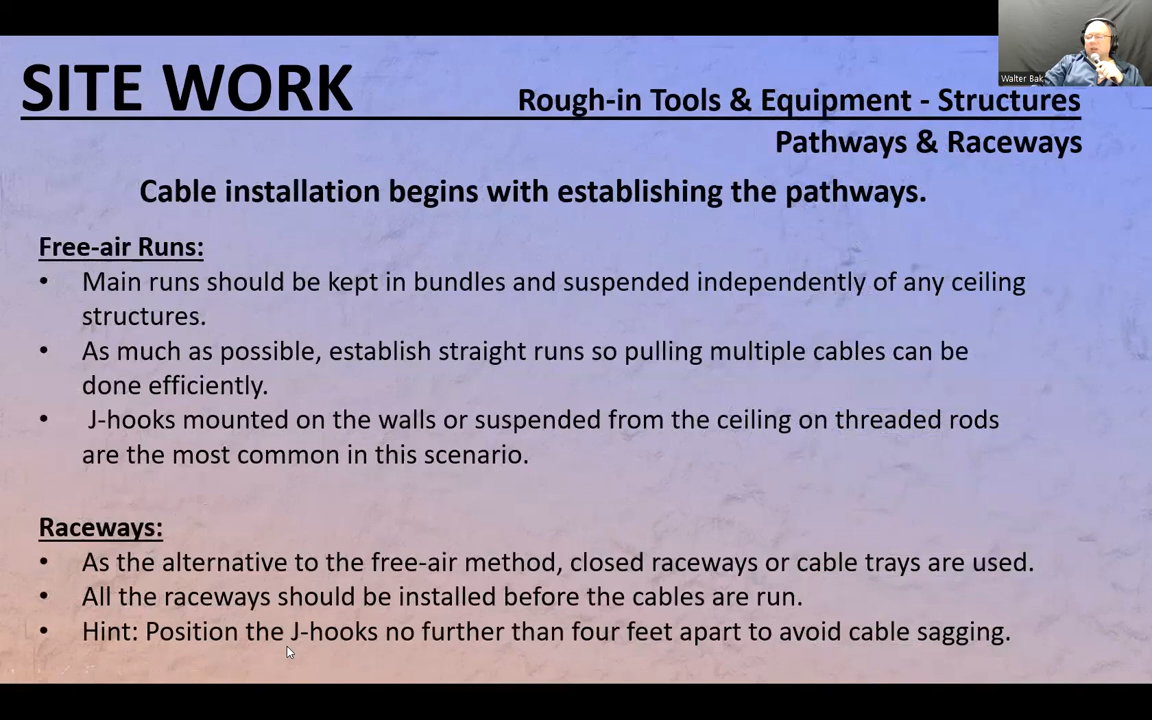 SITE WORK
Rough-in Tools & Equipment - Structures
Pathways & Raceways
Cable installation begins with establishing the pathways.
Free-air Runs:
• Main runs should be kept in bundles and suspended independently of any ceiling
structures.
• As much as possible, establish straight runs so pulling multiple cables can be
done efficiently.
• J-hooks mounted on the walls or suspended from the ceiling on threaded rods
are the most common in this scenario.
Raceways:
• As the alternative to the free-air method, closed raceways or cable trays are used.
• All the raceways should be installed before the cables are run.
• Hint: Position the J-hooks no further than four feet apart to avoid cable sagging.
Walter Bak